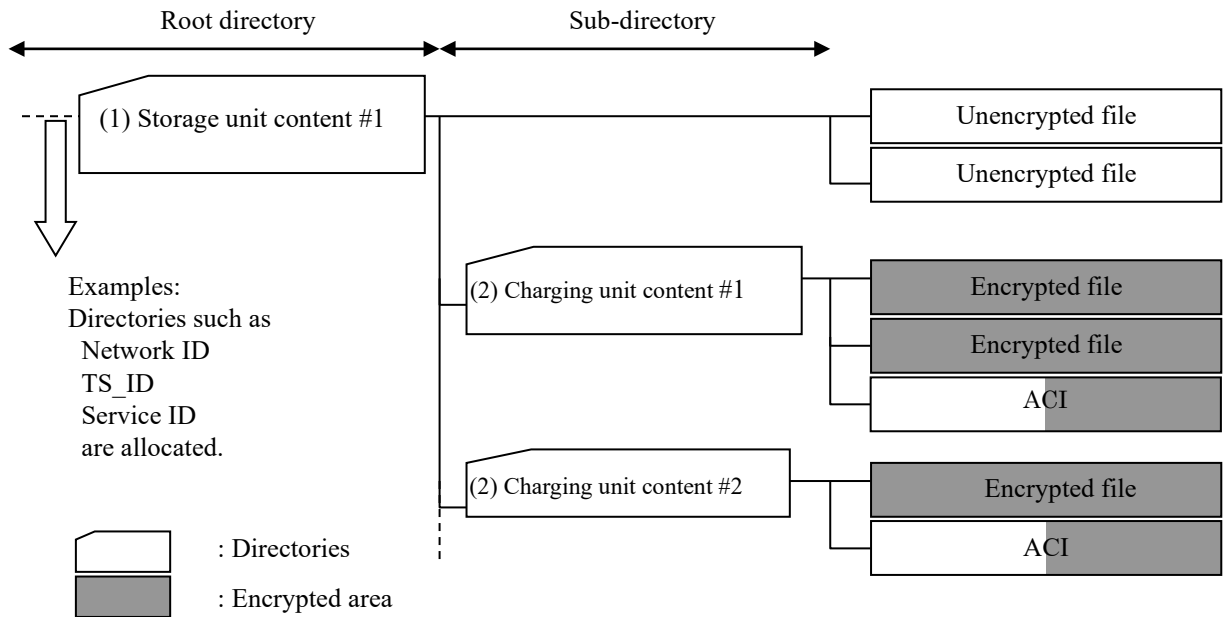 Root directory
Sub-directory
(1) Storage unit content #1
Unencrypted file
Unencrypted file
Examples:
Directories such as
Network ID
TS_ID
Service ID
are allocated.
(2) Charging unit content #1
Encrypted file
Encrypted file
ACI
(2) Charging unit content #2
Encrypted file
ACI
: Directories
: Encrypted area